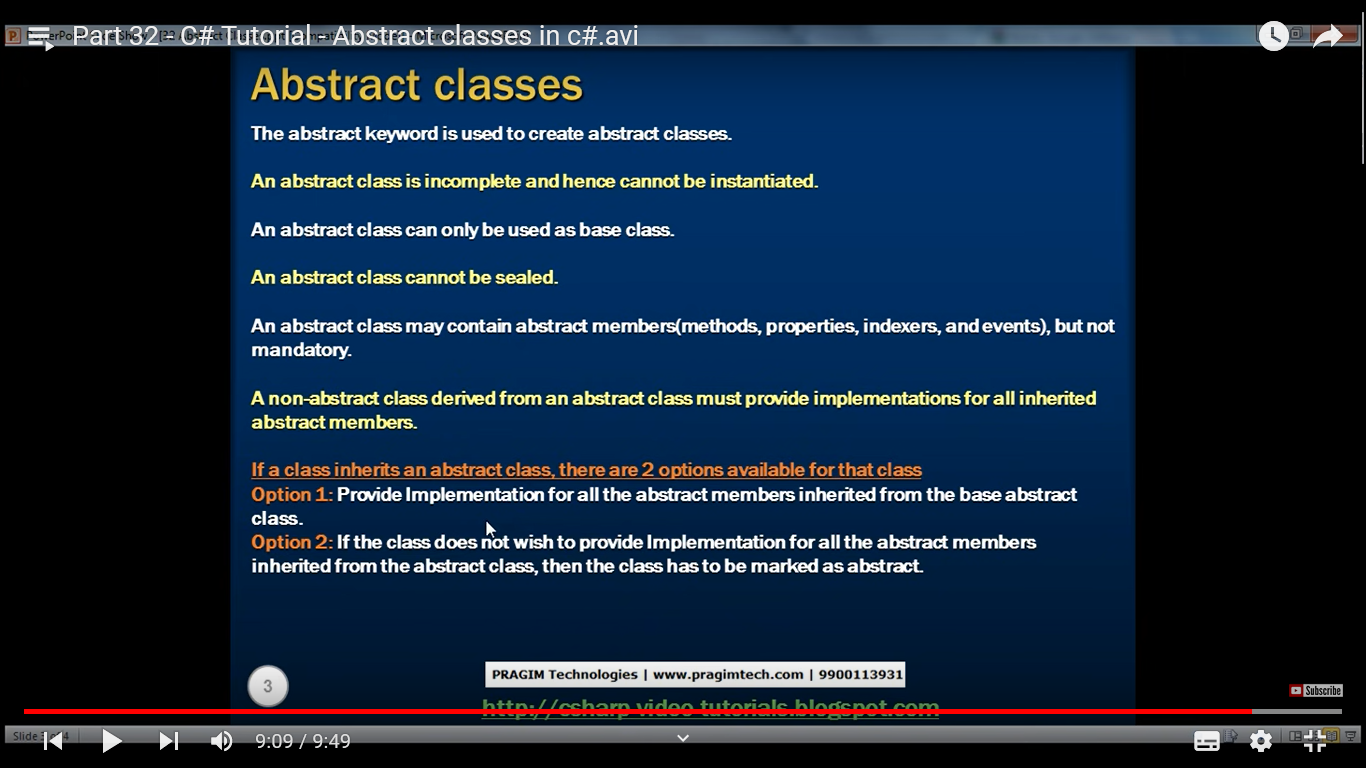 Part 32 - C# Tutorial - Abstract classes in c#.avi
Abstract classes
The abstract keyword is used to create abstract classes.
An abstract class is incomplete and hence cannot be instantiated.
An abstract class can only be used as base class.
An abstract class cannot be sealed.
An abstract class may contain abstract members(methods, properties, indexers, and events), but not
mandatory.
A non-abstract class derived from an abstract class must provide implementations for all inherited
abstract members.
If a class inherits an abstract class, there are 2 options available for that class
Option 1: Provide Implementation for all the abstract members inherited from the base abstract
class.
Option 2: If the class does not wish to provide Implementation for all the abstract members
inherited from the abstract class, then the class has to be marked as abstract.
3
PRAGIM Technologies | www.pragimtech.com | 9900113931
Subscribe
http://csharp-video-tutorials.blogspot.com
Slide
9:09 / 9:49